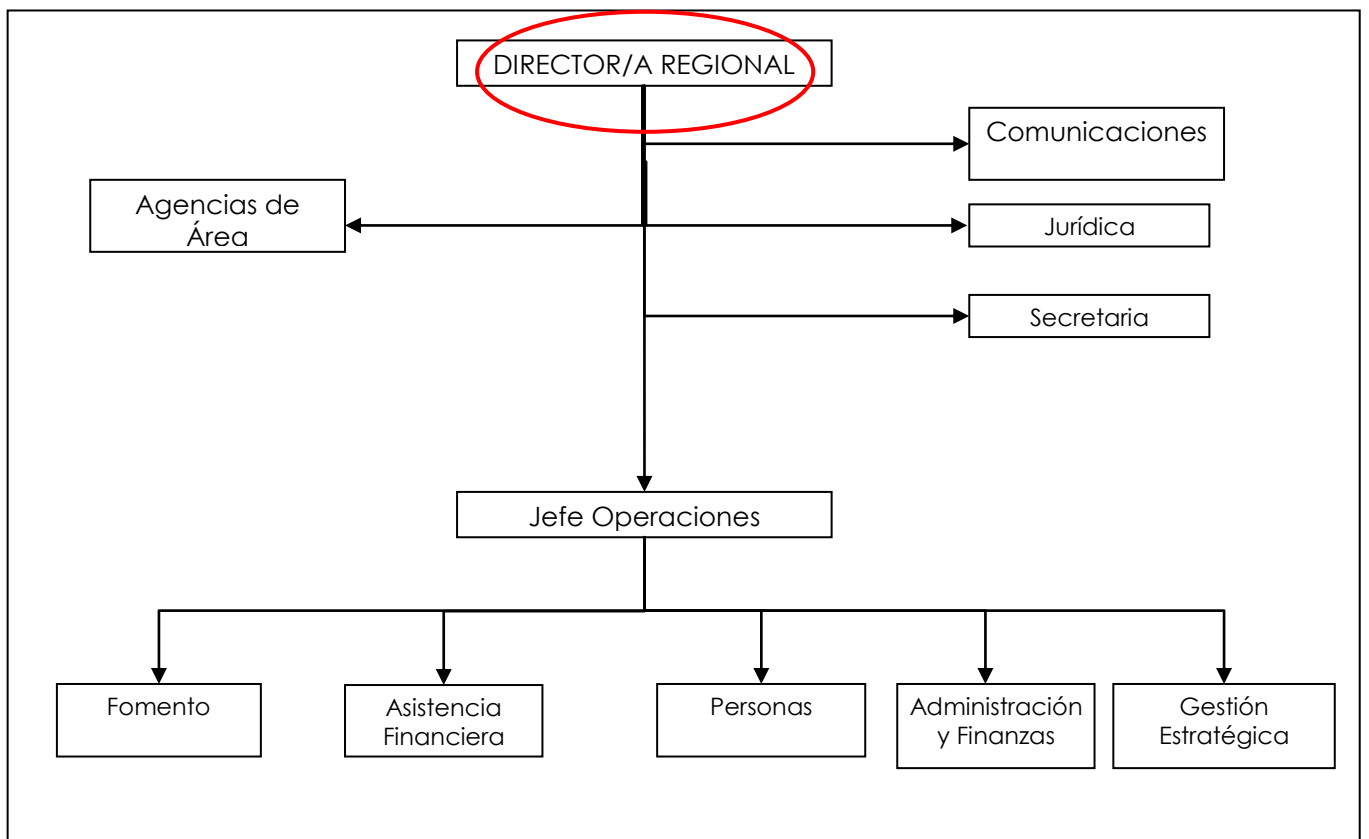 DIRECTOR/A REGIONAL
Comunicaciones
Agencias de
Área
Jurídica
Secretaria
Jefe Operaciones
Fomento
Asistencia
Financiera
Personas
Administración
y Finanzas
Gestión
Estratégica